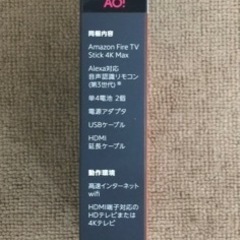 AO!
同梱内容
Amazon Fire TV
Stick 4K Max
Alexa対応
音声認識リモコン
(第3世代)
単4電池 2個
電源アダプタ
USBケーブル
HDMI
延長ケーブル
動作環境
高速インターネット
wifi
HDMI端子対応の
HDテレビまたは
4Kテレビ